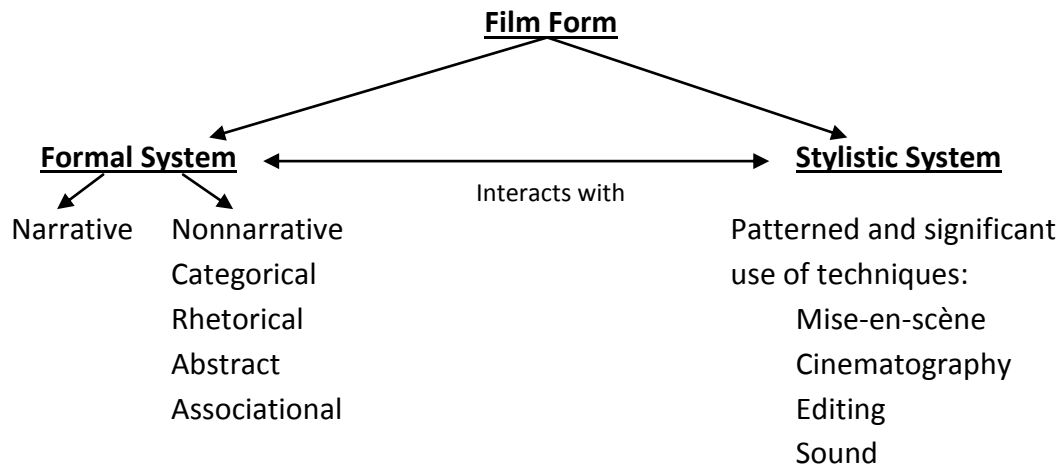 Film Form
Formal System
Stylistic System
Interacts with
Narrative
Nonnarrative
Categorical
Rhetorical
Abstract
Associational
Patterned and significant
use of techniques:
Mise-en-scène
Cinematography
Editing
Sound